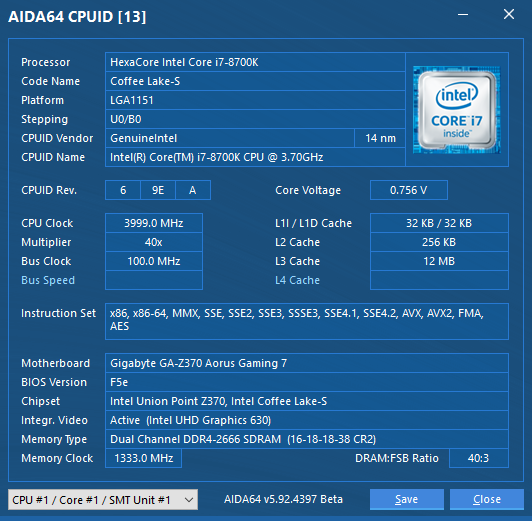 AIDA64 CPUID [13]
Processor HexaCore Intel Core i7-8700K
Code Name Coffee Lake-S
Platform LGA1151
Stepping U0/B0
CPUID Vendor GenuineIntel 14 nm
CPUID Name Intel(R) Core(TM) i7-8700K CPU @ 3.70GHz
intel
CORE i7
inside™
CPUID Rev. 6 9E A Core Voltage 0.756 V
CPU Clock 3999.0 MHz L1I / L1D Cache 32 KB / 32 KB
Multiplier 40x L2 Cache 256 KB
Bus Clock 100.0 MHz L3 Cache 12 MB
Bus Speed L4 Cache
Instruction Set x86, x86-64, MMX, SSE, SSE2, SSE3, SSSE3, SSE4.1, SSE4.2, AVX, AVX2, FMA,
AES
Motherboard Gigabyte GA-Z370 Aorus Gaming 7
BIOS Version F5e
Chipset Intel Union Point Z370, Intel Coffee Lake-S
Integr. Video Active (Intel UHD Graphics 630)
Memory Type Dual Channel DDR4-2666 SDRAM (16-18-18-38 CR2)
Memory Clock 1333.0 MHz DRAM:FSB Ratio 40:3
CPU #1 / Core #1 / SMT Unit #1 AIDA64 v5.92.4397 Beta Save Close